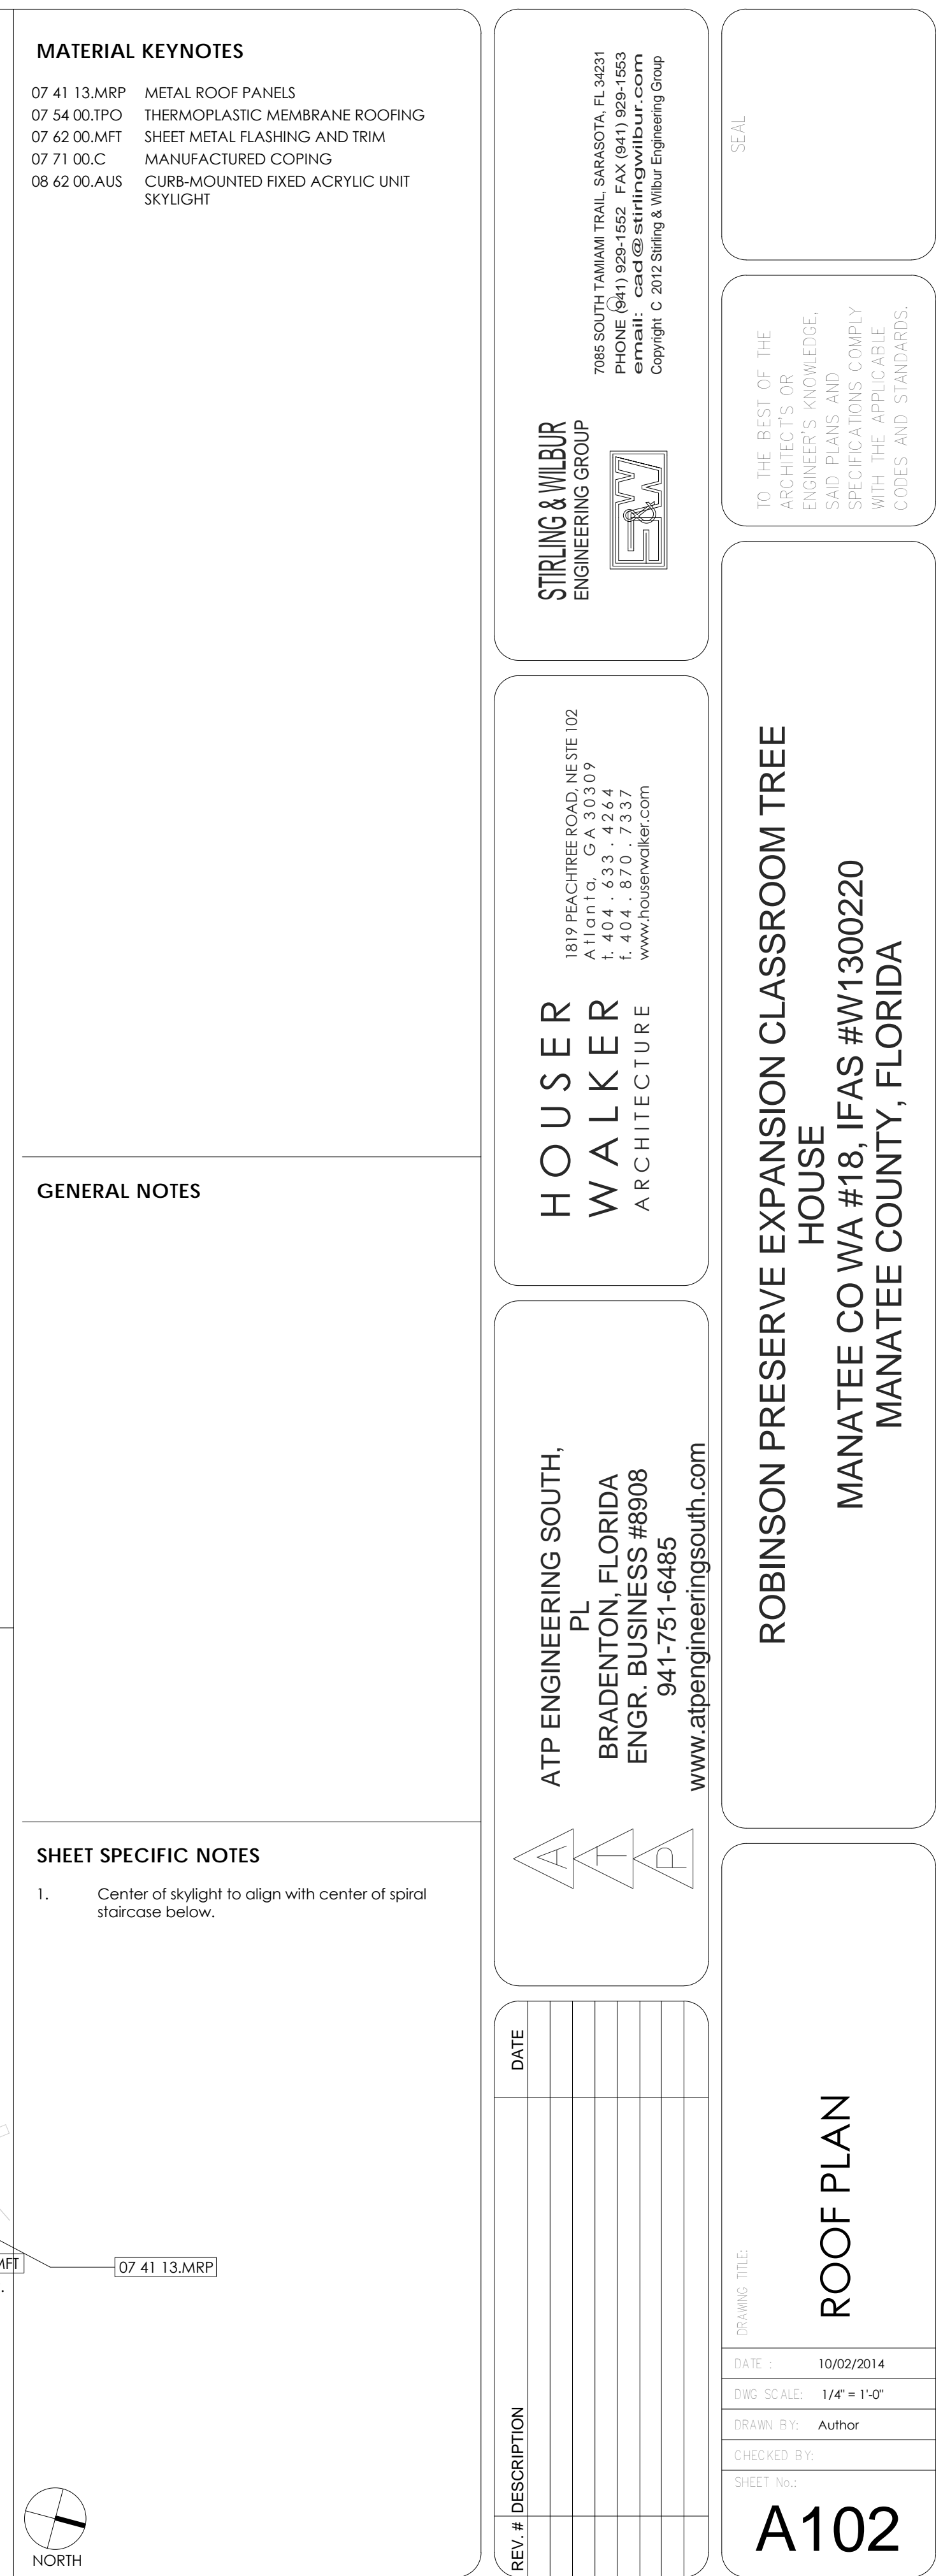 MATERIAL KEYNOTES
07 41 13.MRP METAL ROOF PANELS
07 54 00.TPO THERMOPLASTIC MEMBRANE ROOFING
07 62 00.MFT SHEET METAL FLASHING AND TRIM
07 71 00.C MANUFACTURED COPING
08 62 00.AUS CURB-MOUNTED FIXED ACRYLIC UNIT
SKYLIGHT
GENERAL NOTES
SHEET SPECIFIC NOTES
1. Center of skylight to align with center of spiral
staircase below.
07 41 13.MRP
NORTH
STIRLING & WILBUR
ENGINEERING GROUP
S&W
7085 SOUTH TAMIAMI TRAIL, SARASOTA, FL 34231
PHONE (941) 929-1552 FAX (941) 929-1553
email: cad@stirlingwilbur.com
Copyright C 2012 Stirling & Wilbur Engineering Group
HOUSER
WALKER
ARCHITECTURE
1819 PEACHTREE ROAD, NE STE 102
Atlanta, GA 30309
t. 404 . 633 . 4264
f. 404 . 870 . 7337
www.houserwalker.com
ATP
ATP ENGINEERING SOUTH,
PL
BRADENTON, FLORIDA
ENGR. BUSINESS #8908
941-751-6485
www.atpengineeringsouth.com
REV. # DESCRIPTION DATE
SEAL
TO THE BEST OF THE
ARCHITECT'S OR
ENGINEER'S KNOWLEDGE,
SAID PLANS AND
SPECIFICATIONS COMPLY
WITH THE APPLICABLE
CODES AND STANDARDS.
ROBINSON PRESERVE EXPANSION CLASSROOM TREE
HOUSE
MANATEE CO WA #18, IFAS #W1300220
MANATEE COUNTY, FLORIDA
DRAWING TITLE:
ROOF PLAN
DATE : 10/02/2014
DWG SCALE: 1/4" = 1'-0"
DRAWN BY: Author
CHECKED BY:
SHEET No.:
A102